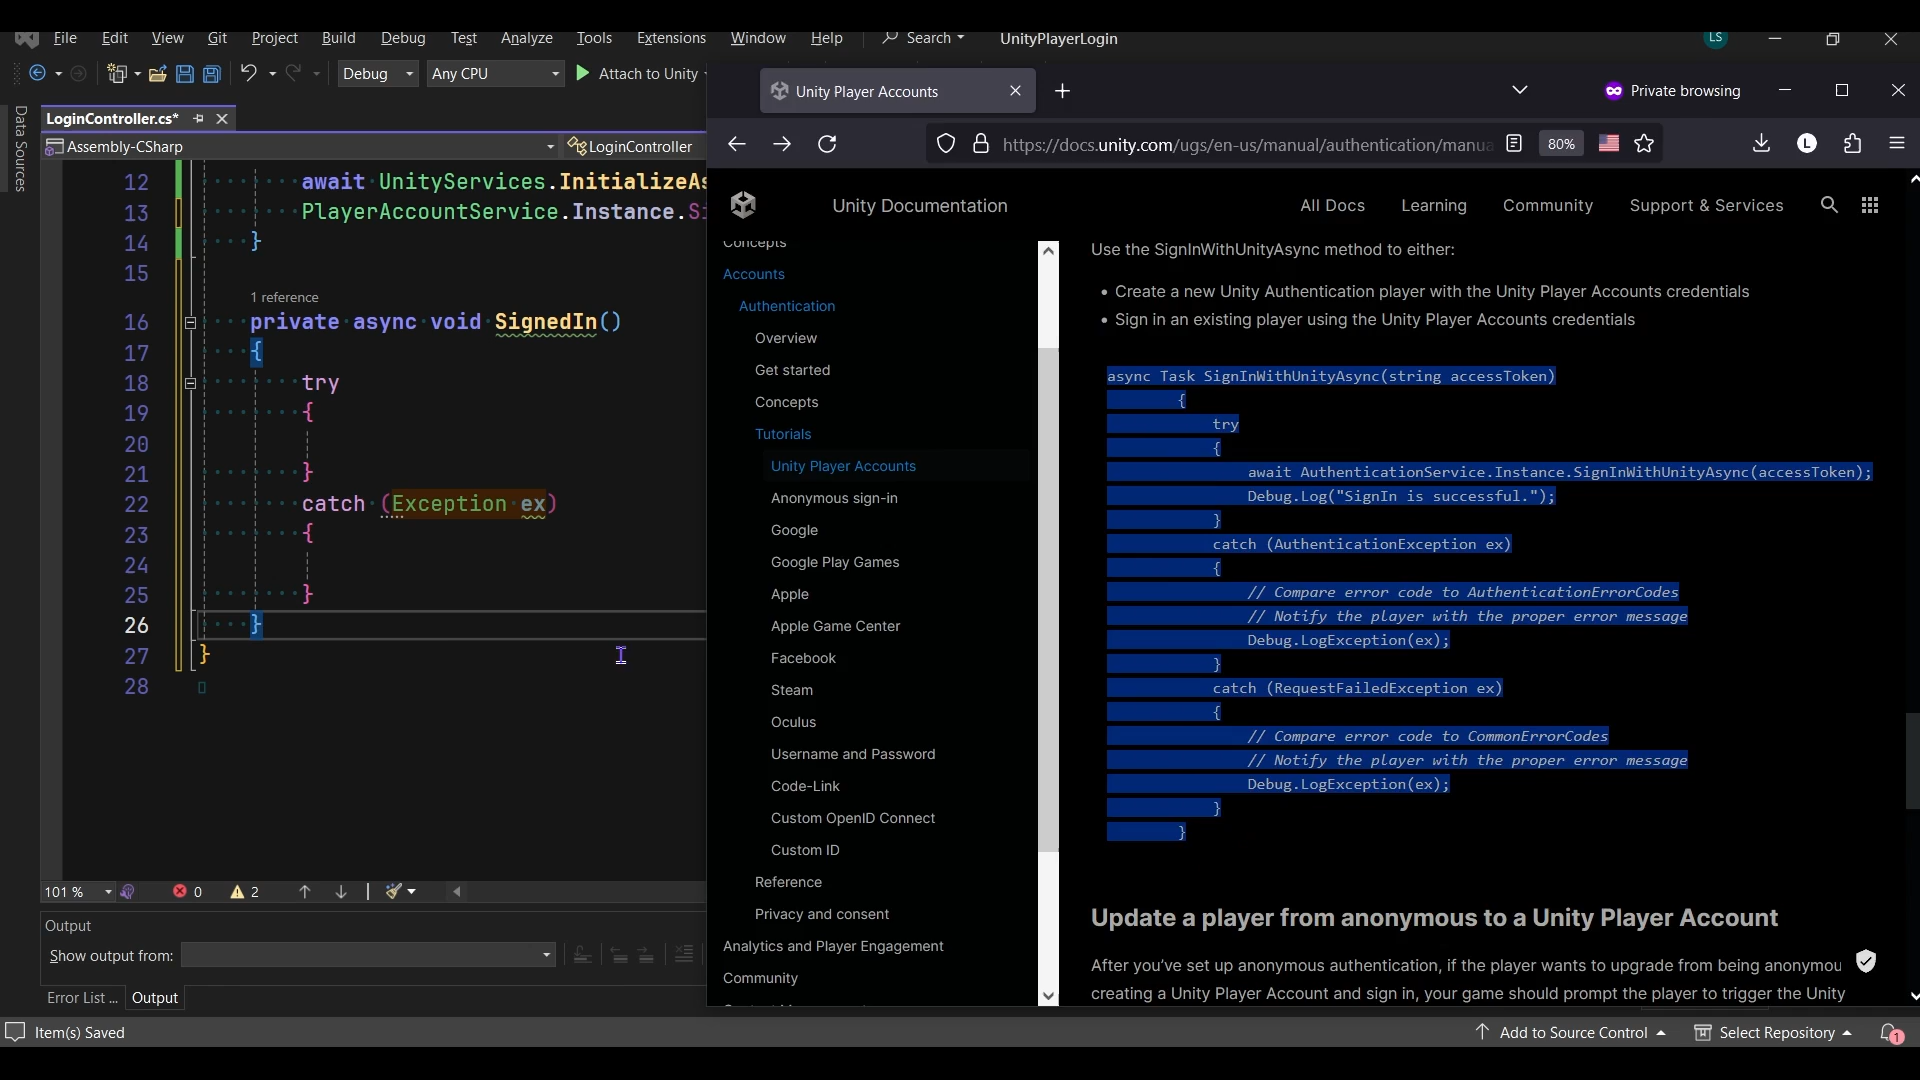 File Edit View Git Project Build Debug Test Analyze Tools Extensions Window Help Search UnityPlayerLogin LS
Debug Any CPU Attach to Unity
Data Sources
LoginController.cs*
Assembly-CSharp LoginController
12 await UnityServices.InitializeAs
13 PlayerAccountService.Instance.Si
14 }
15
1 reference
16 private async void SignedIn()
17 {
18 try
19 {
20
21 }
22 catch (Exception ex)
23 {
24
25 }
26 }
27 }
28
101 % 0 2
Output
Show output from:
Error List ... Output
Item(s) Saved Add to Source Control Select Repository 1
Unity Player Accounts Private browsing
https://docs.unity.com/ugs/en-us/manual/authentication/manua 80% L
Unity Documentation All Docs Learning Community Support & Services
Concepts
Accounts
Authentication
Overview
Get started
Concepts
Tutorials
Unity Player Accounts
Anonymous sign-in
Google
Google Play Games
Apple
Apple Game Center
Facebook
Steam
Oculus
Username and Password
Code-Link
Custom OpenID Connect
Custom ID
Reference
Privacy and consent
Analytics and Player Engagement
Community
Use the SignInWithUnityAsync method to either:
• Create a new Unity Authentication player with the Unity Player Accounts credentials
• Sign in an existing player using the Unity Player Accounts credentials
async Task SignInWithUnityAsync(string accessToken)
{
try
{
await AuthenticationService.Instance.SignInWithUnityAsync(accessToken);
Debug.Log("SignIn is successful.");
}
catch (AuthenticationException ex)
{
// Compare error code to AuthenticationErrorCodes
// Notify the player with the proper error message
Debug.LogException(ex);
}
catch (RequestFailedException ex)
{
// Compare error code to CommonErrorCodes
// Notify the player with the proper error message
Debug.LogException(ex);
}
}
Update a player from anonymous to a Unity Player Account
After you've set up anonymous authentication, if the player wants to upgrade from being anonymou
creating a Unity Player Account and sign in, your game should prompt the player to trigger the Unity